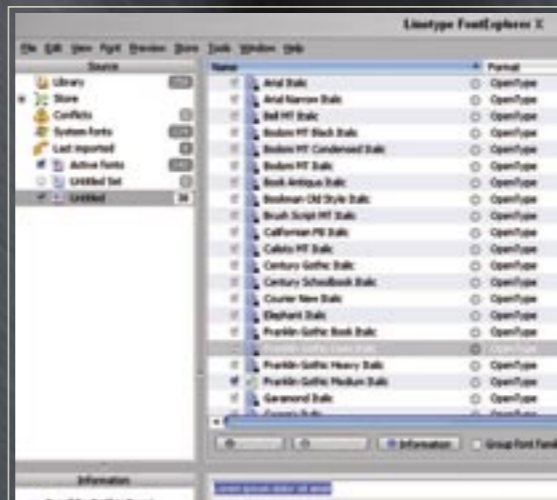 Linotype FontExplorer X
File Edit View Font Preview Store Tools Window Help
Source
Library
Store
Conflicts
System fonts
Last imported
Active fonts
Untitled Set
Untitled
Name Format
Arial Italic OpenType
Arial Narrow Italic OpenType
Bell MT Italic OpenType
Bodoni MT Black Italic OpenType
Bodoni MT Condensed Italic OpenType
Bodoni MT Italic OpenType
Book Antiqua Italic OpenType
Bookman Old Style Italic OpenType
Brush Script MT Italic OpenType
Californian FB Italic OpenType
Calisto MT Italic OpenType
Century Gothic Italic OpenType
Century Schoolbook Italic OpenType
Courier New Italic OpenType
Elephant Italic OpenType
Franklin Gothic Book Italic OpenType
OpenType
Franklin Gothic Heavy Italic OpenType
Franklin Gothic Medium Italic OpenType
Garamond Italic OpenType
Information Group font famil
Information